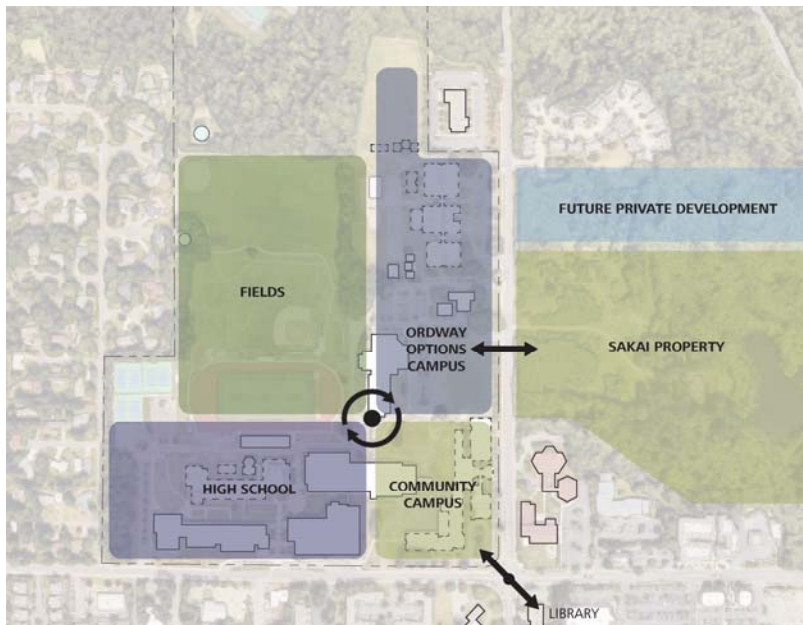 FUTURE PRIVATE DEVELOPMENT
FIELDS
ORDWAY
OPTIONS
CAMPUS
SAKAI PROPERTY
HIGH SCHOOL
COMMUNITY
CAMPUS
LIBRARY